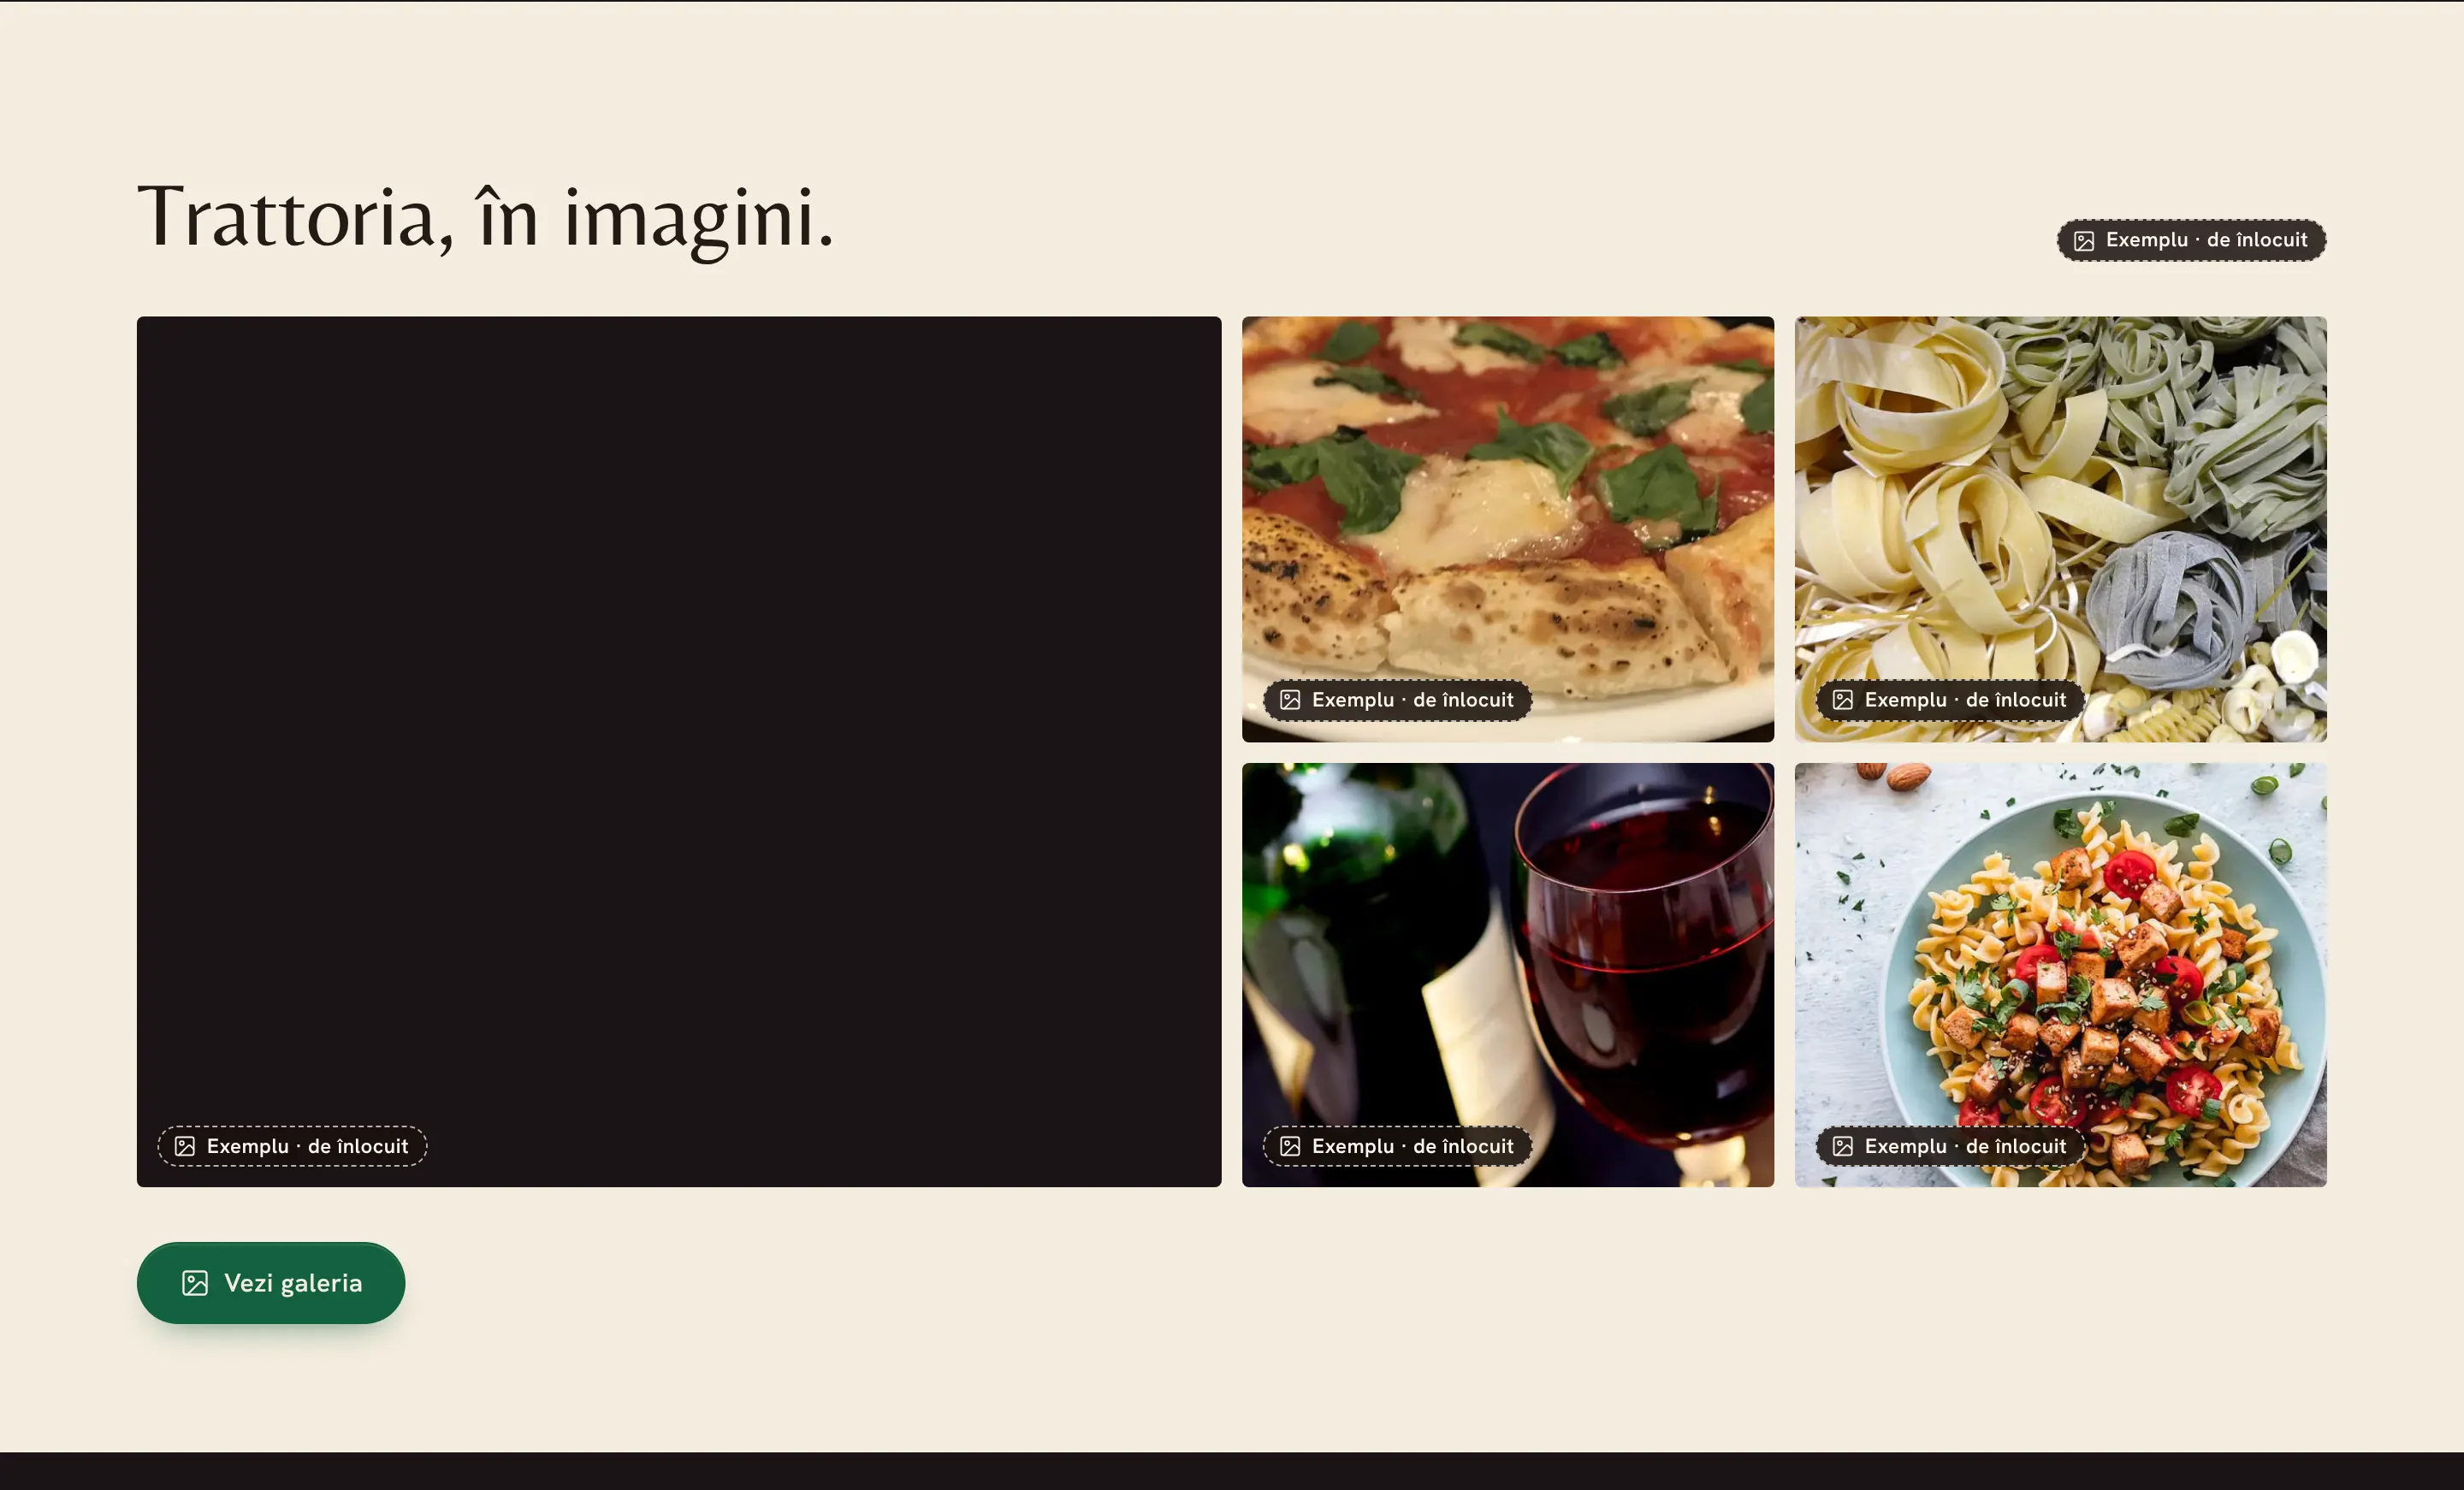 Trattoria, în imagini.
Exemplu · de înlocuit
Exemplu · de înlocuit
Exemplu · de înlocuit
Exemplu · de înlocuit
Exemplu · de înlocuit
Exemplu · de înlocuit
Vezi galeria